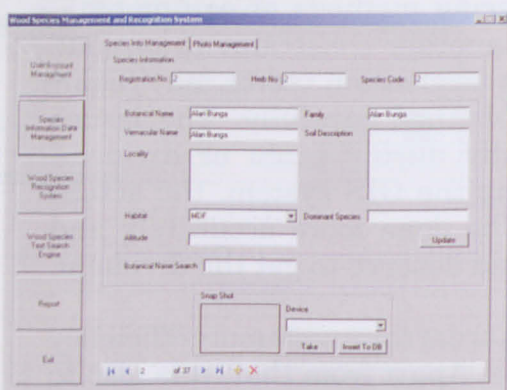 Wood Species Management and Recognition System
User Account Management
Species Information Data Management
Wood Species Recognition System
Wood Species Text Search Engine
Report
Exit
Species Info Management Photo Management
Species Information
Registration No 2 Herb No 2 Species Code 2
Botanical Name Alan Bunga Family Alan Bunga
Vernacular Name Alan Bunga Soil Description
Locality
Habitat MDF Dominant Species
Altitude
Update
Botanical Name Search
Snap Shot
Device
Take Insert To DB
2 of 37